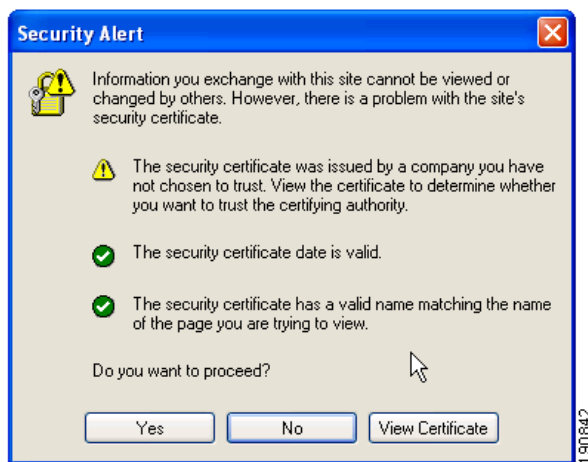 Security Alert
Information you exchange with this site cannot be viewed or
changed by others. However, there is a problem with the site's
security certificate.
The security certificate was issued by a company you have
not chosen to trust. View the certificate to determine whether
you want to trust the certifying authority.
The security certificate date is valid.
The security certificate has a valid name matching the name
of the page you are trying to view.
Do you want to proceed?
Yes
No
View Certificate
190842